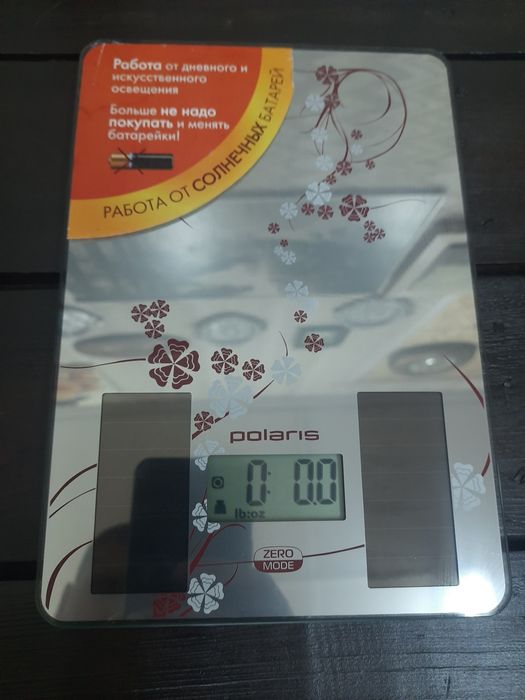 Работа от дневного и
искусственного
освещения
Больше не надо
покупать и менять
батарейки!
РАБОТА ОТ СОЛНЕЧНЫХ БАТАРЕЙ
polaris
0: 0.0
lb:oz
ZERO
MODE